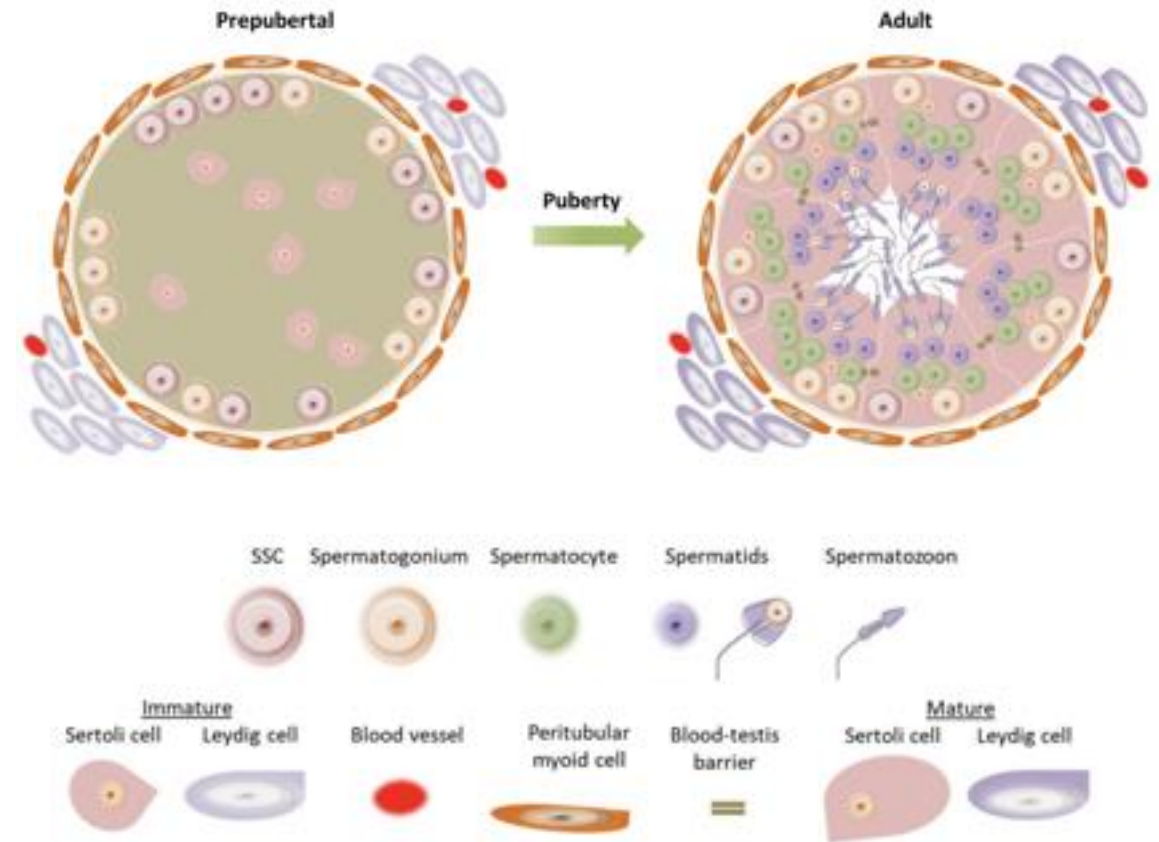 Prepubertal
Adult
Puberty
SSC
Spermatogonium
Spermatocyte
Spermatids
Spermatozoon
Immature
Mature
Sertoli cell
Leydig cell
Blood vessel
Peritubular
myoid cell
Blood-testis
barrier
Sertoli cell
Leydig cell